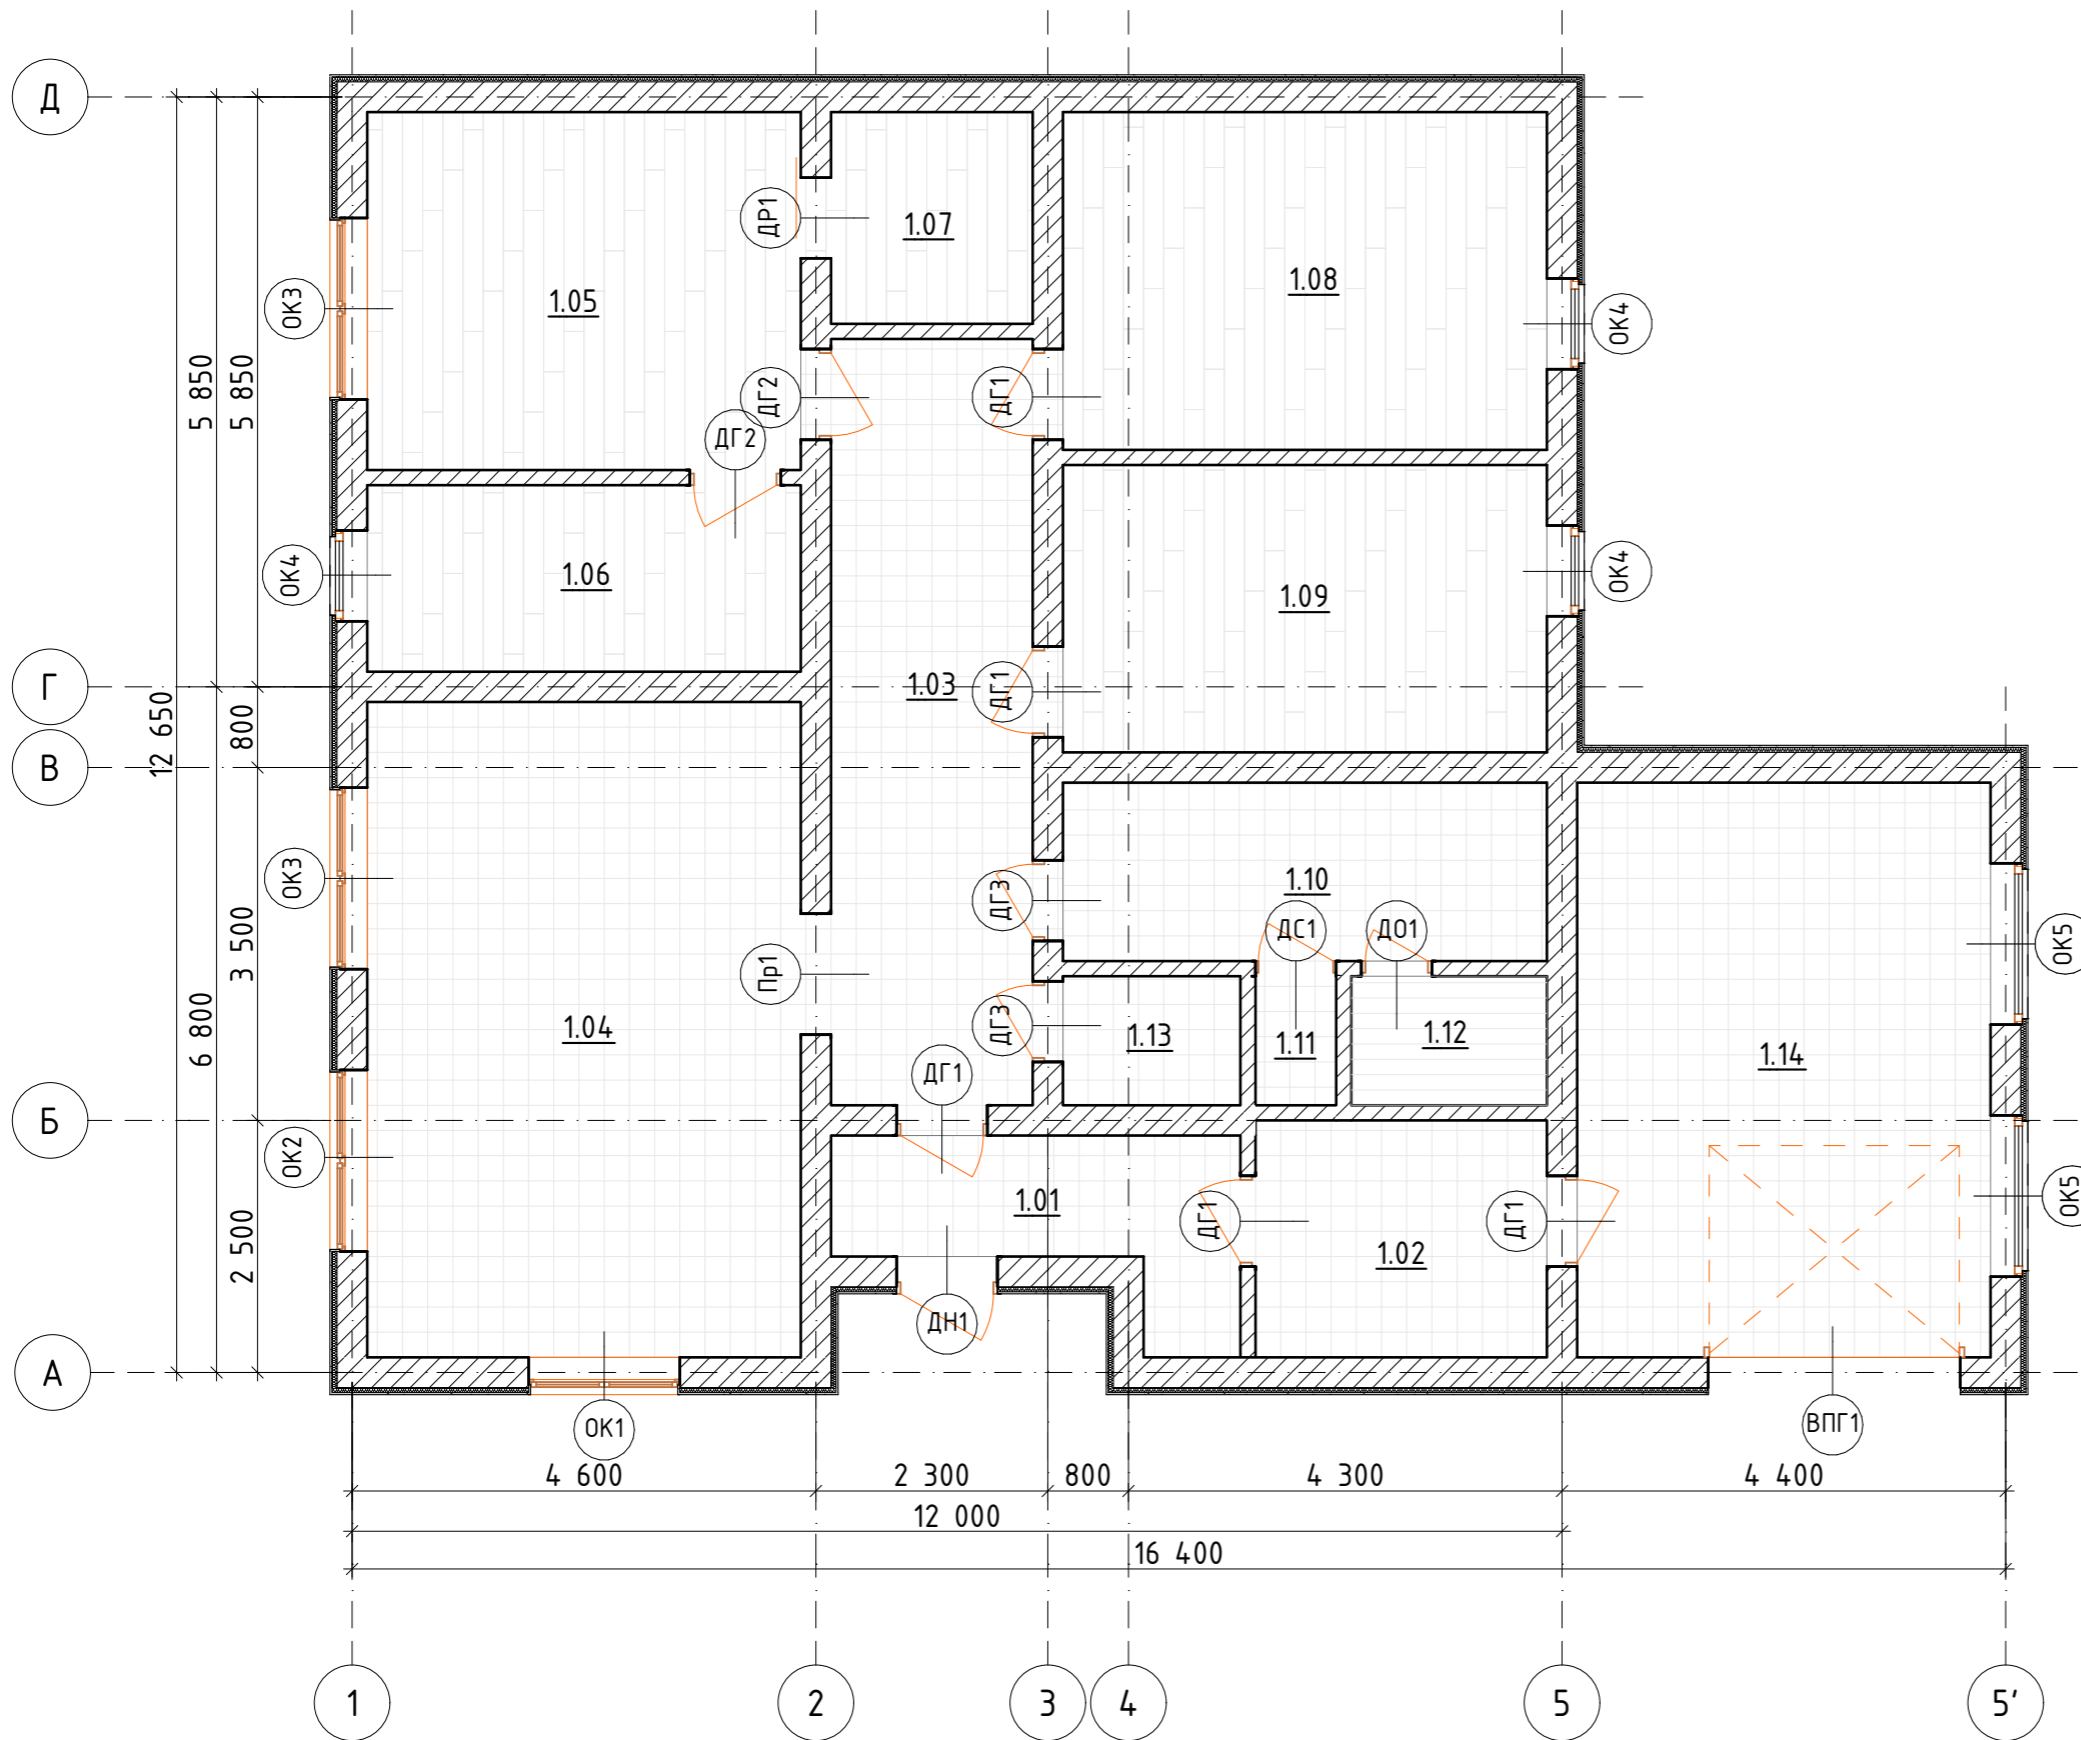 Д
ДР1
1.07
1.08
1.05
ОК3
ОК4
5 850
5 850
ДГ2
ДГ1
ДГ2
ОК4
1.06
ОК4
1.09
Г
1.03
ДГ1
12 650
800
В
ОК3
1.10
ДГ3
3 500
ДС1
ДО1
ОК5
Пр1
6 800
1.04
ДГ3
1.13
1.11
1.12
1.14
ДГ1
Б
ОК2
1.01
ДГ1
ДГ1
ОК5
2 500
1.02
ДН1
А
ОК1
ВПГ1
4 600
2 300
800
4 300
4 400
12 000
16 400
1
2
3
4
5
5′